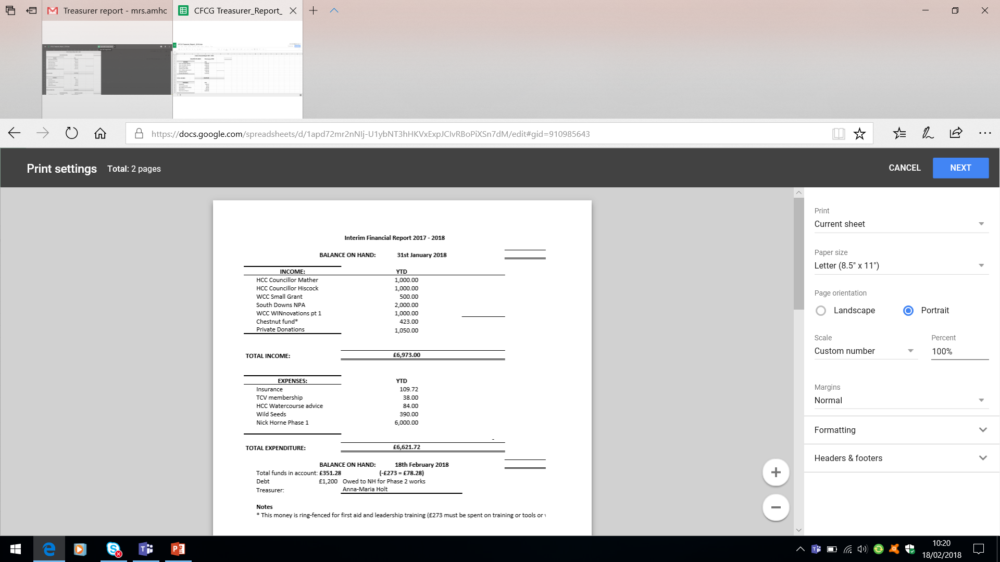 Treasurer report - mrs.amhc
CFCG Treasurer_Report_
https://docs.google.com/spreadsheets/d/1apd72mr2nNIj-U1ybNT3hHKVxExpJCIvRBoPiXSn7dM/edit#gid=910985643
Print settings Total: 2 pages CANCEL NEXT
Interim Financial Report 2017 - 2018
BALANCE ON HAND: 31st January 2018
INCOME: YTD
HCC Councillor Mather 1,000.00
HCC Councillor Hiscock 1,000.00
WCC Small Grant 500.00
South Downs NPA 2,000.00
WCC WINnovations pt 1 1,000.00
Chestnut fund* 423.00
Private Donations 1,050.00
TOTAL INCOME: £6,973.00
EXPENSES: YTD
Insurance 109.72
TCV membership 38.00
HCC Watercourse advice 84.00
Wild Seeds 390.00
Nick Horne Phase 1 6,000.00
-
TOTAL EXPENDITURE: £6,621.72
BALANCE ON HAND: 18th February 2018
Total funds in account: £351.28 (-£273 = £78.28)
Debt £1,200 Owed to NH for Phase 2 works
Treasurer: Anna-Maria Holt
Notes
* This money is ring-fenced for first aid and leadership training (£273 must be spent on training or tools or
Print
Current sheet
Paper size
Letter (8.5" x 11")
Page orientation
Landscape Portrait
Scale Percent
Custom number 100%
Margins
Normal
Formatting
Headers & footers
10:20
18/02/2018